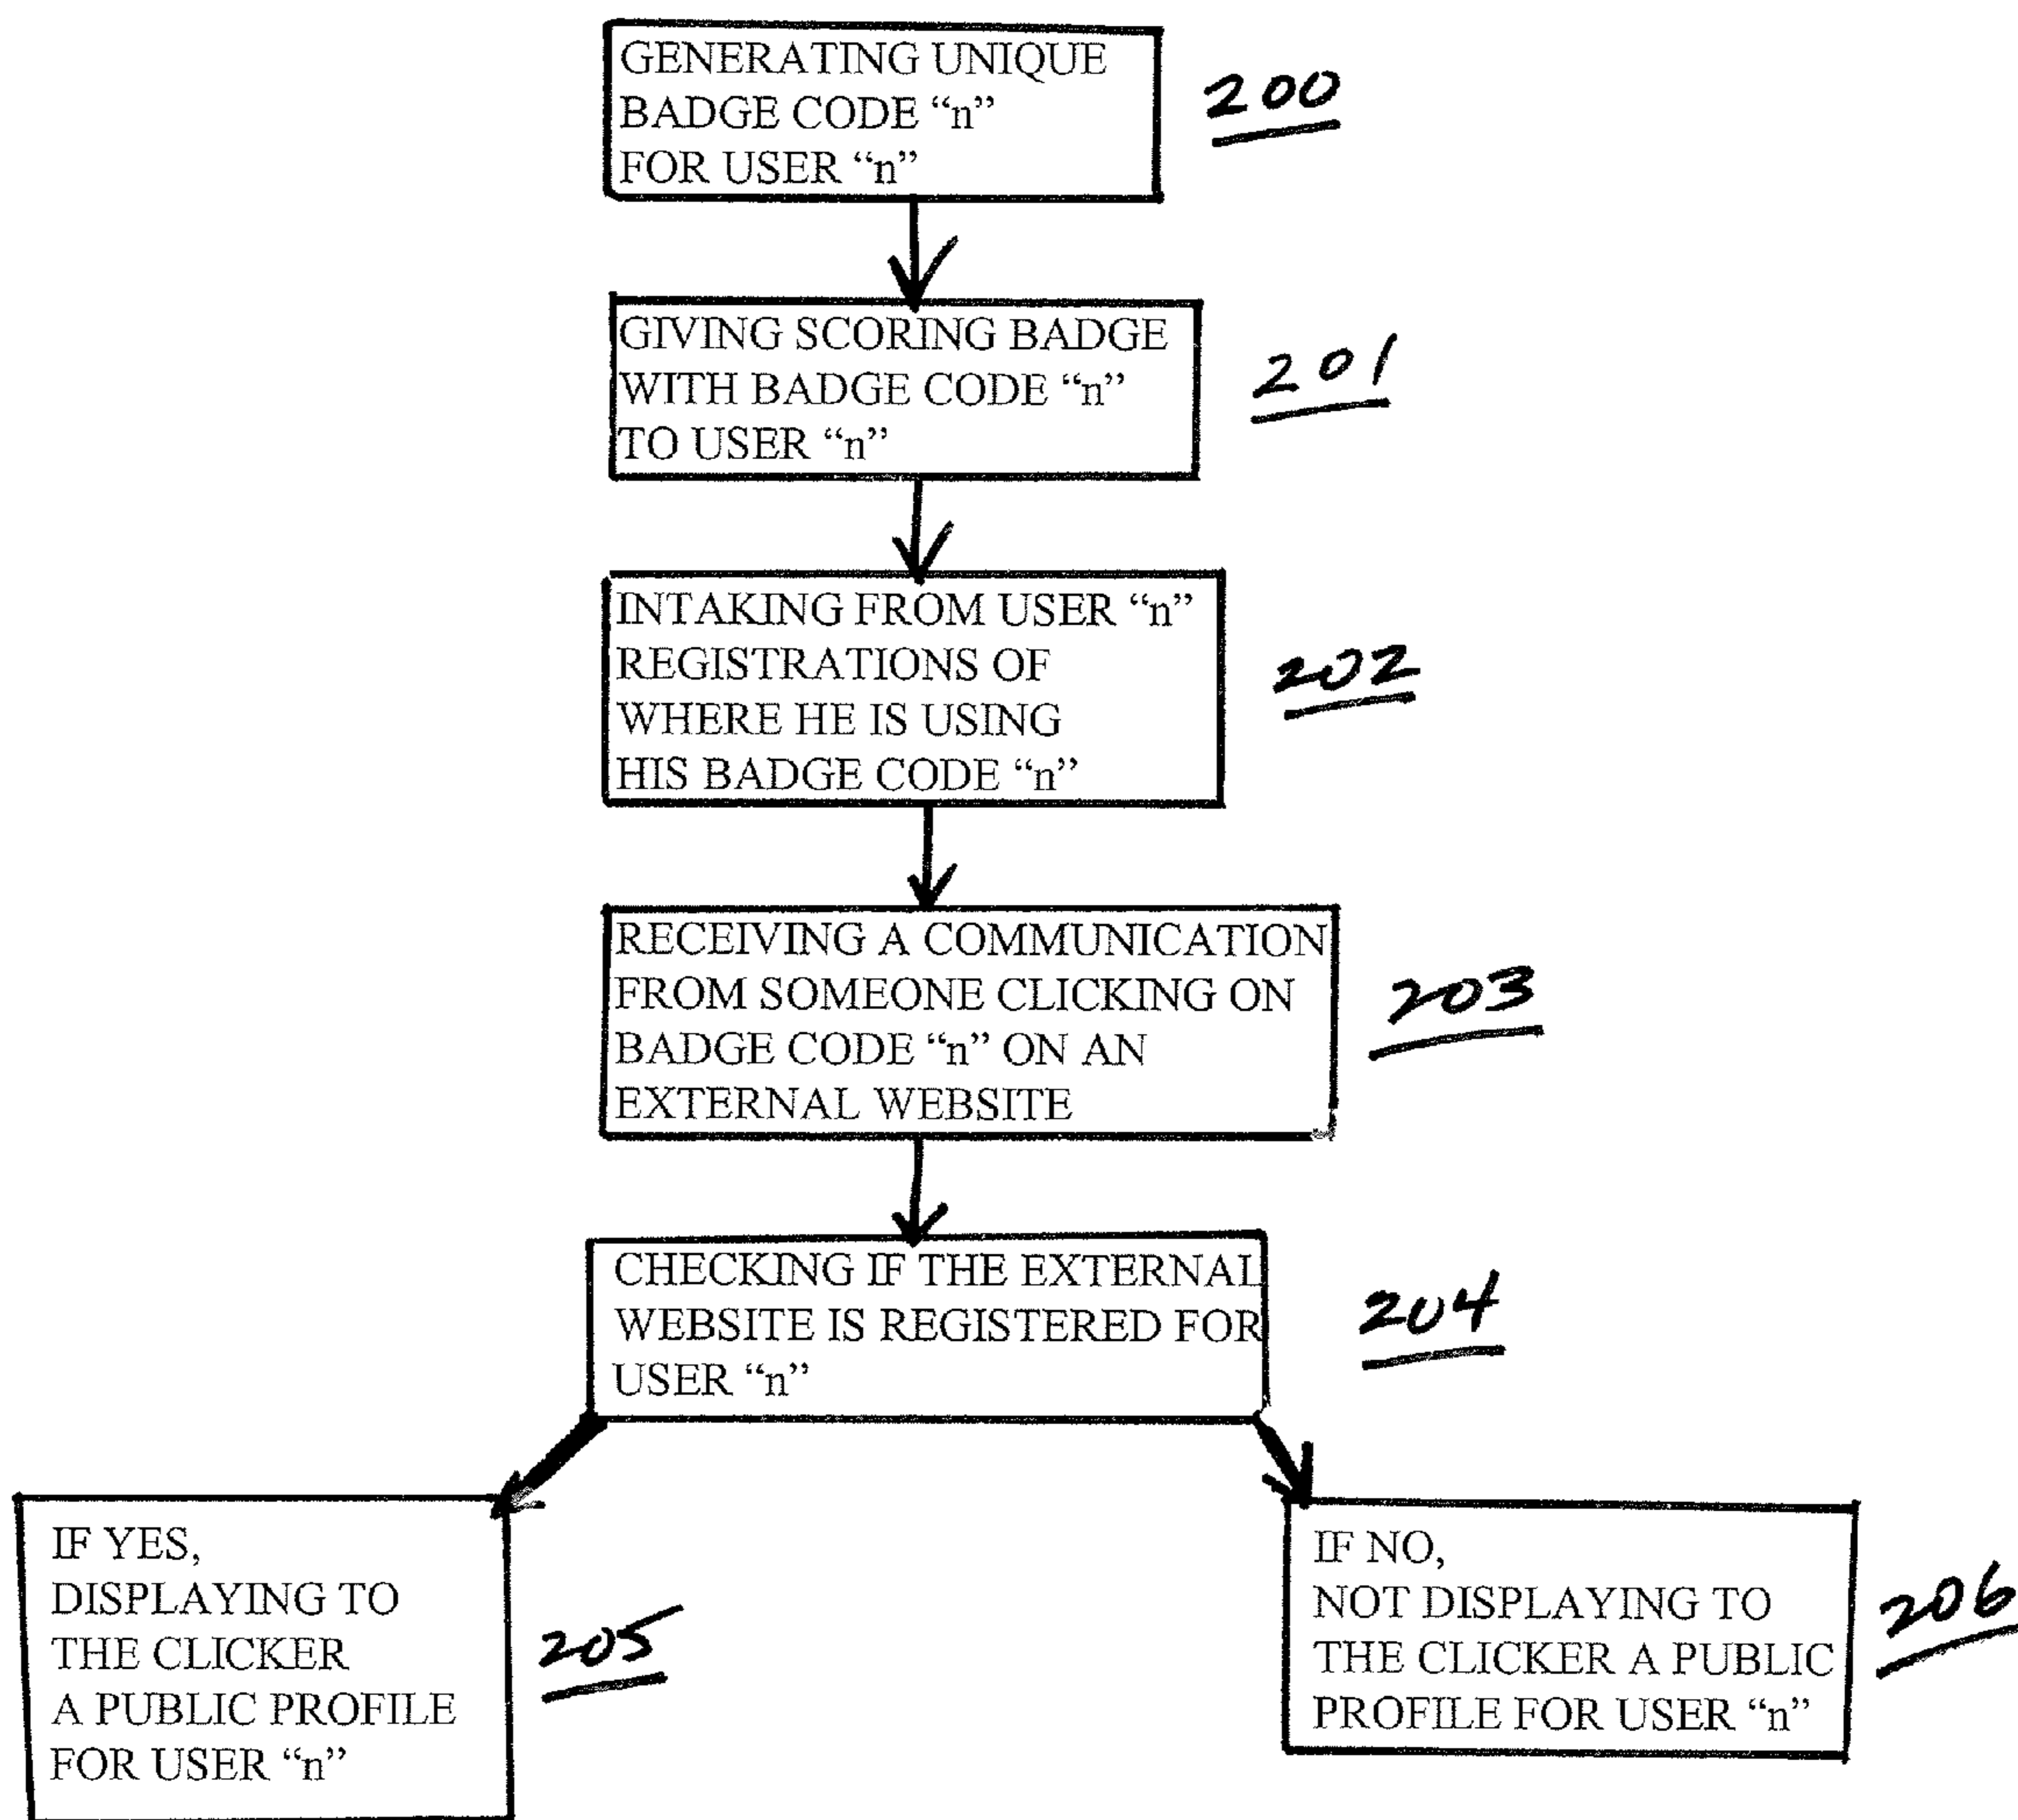 GENERATING UNIQUE
BADGE CODE “n”
FOR USER “n”
200
GIVING SCORING BADGE
WITH BADGE CODE “n”
TO USER “n”
201
INTAKING FROM USER “n”
REGISTRATIONS OF
WHERE HE IS USING
HIS BADGE CODE “n”
202
RECEIVING A COMMUNICATION
FROM SOMEONE CLICKING ON
BADGE CODE “n” ON AN
EXTERNAL WEBSITE
203
CHECKING IF THE EXTERNAL
WEBSITE IS REGISTERED FOR
USER “n”
204
IF YES,
DISPLAYING TO
THE CLICKER
A PUBLIC PROFILE
FOR USER “n”
205
IF NO,
NOT DISPLAYING TO
THE CLICKER A PUBLIC
PROFILE FOR USER “n”
206